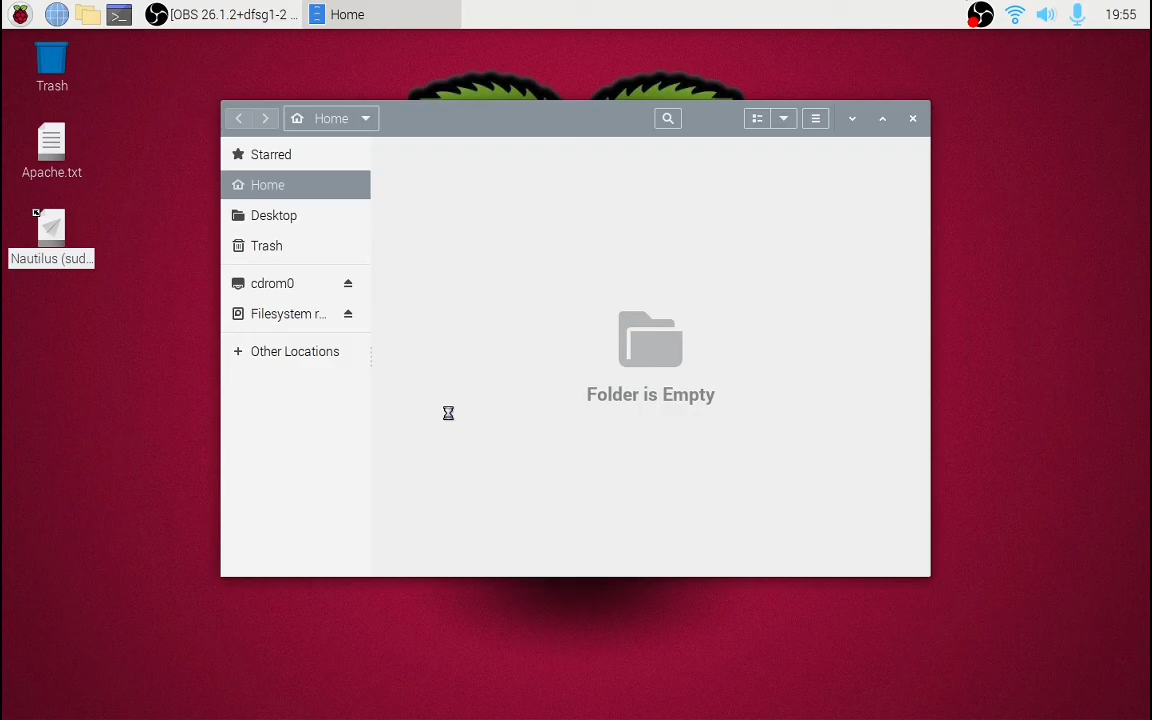 [OBS 26.1.2+dfsg1-2 ...
Home
19:55
Trash
Apache.txt
Nautilus (sud...
Home
Starred
Home
Desktop
Trash
cdrom0
Filesystem r...
Other Locations
Folder is Empty